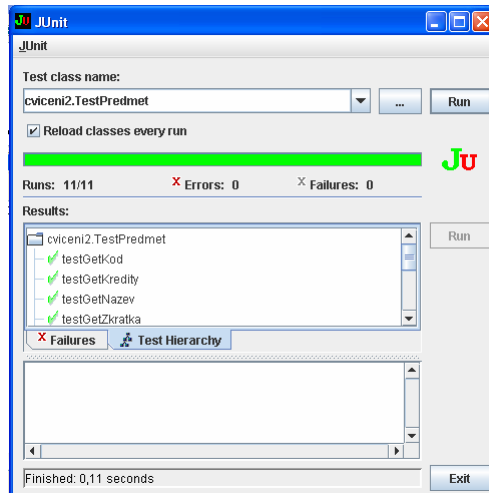 JU JUnit
JUnit
Test class name:
cviceni2.TestPredmet ... Run
Reload classes every run
JU
Runs: 11/11 X Errors: 0 X Failures: 0
Results:
cviceni2.TestPredmet Run
testGetKod
testGetKredity
testGetNazev
testGetZkratka
X Failures Test Hierarchy
Finished: 0,11 seconds Exit